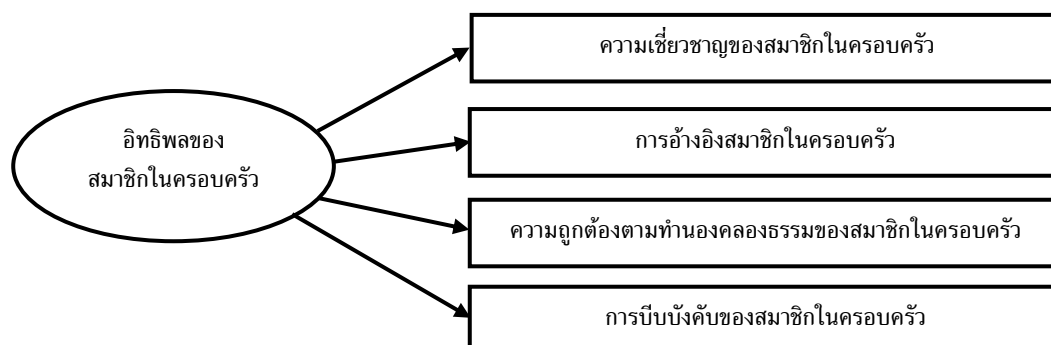 ความเชี่ยวชาญของสมาชิกในครอบครัว
อิทธิพลของ
สมาชิกในครอบครัว
การอ้างอิงสมาชิกในครอบครัว
ความถูกต้องตามทำนองคลองธรรมของสมาชิกในครอบครัว
การบีบบังคับของสมาชิกในครอบครัว